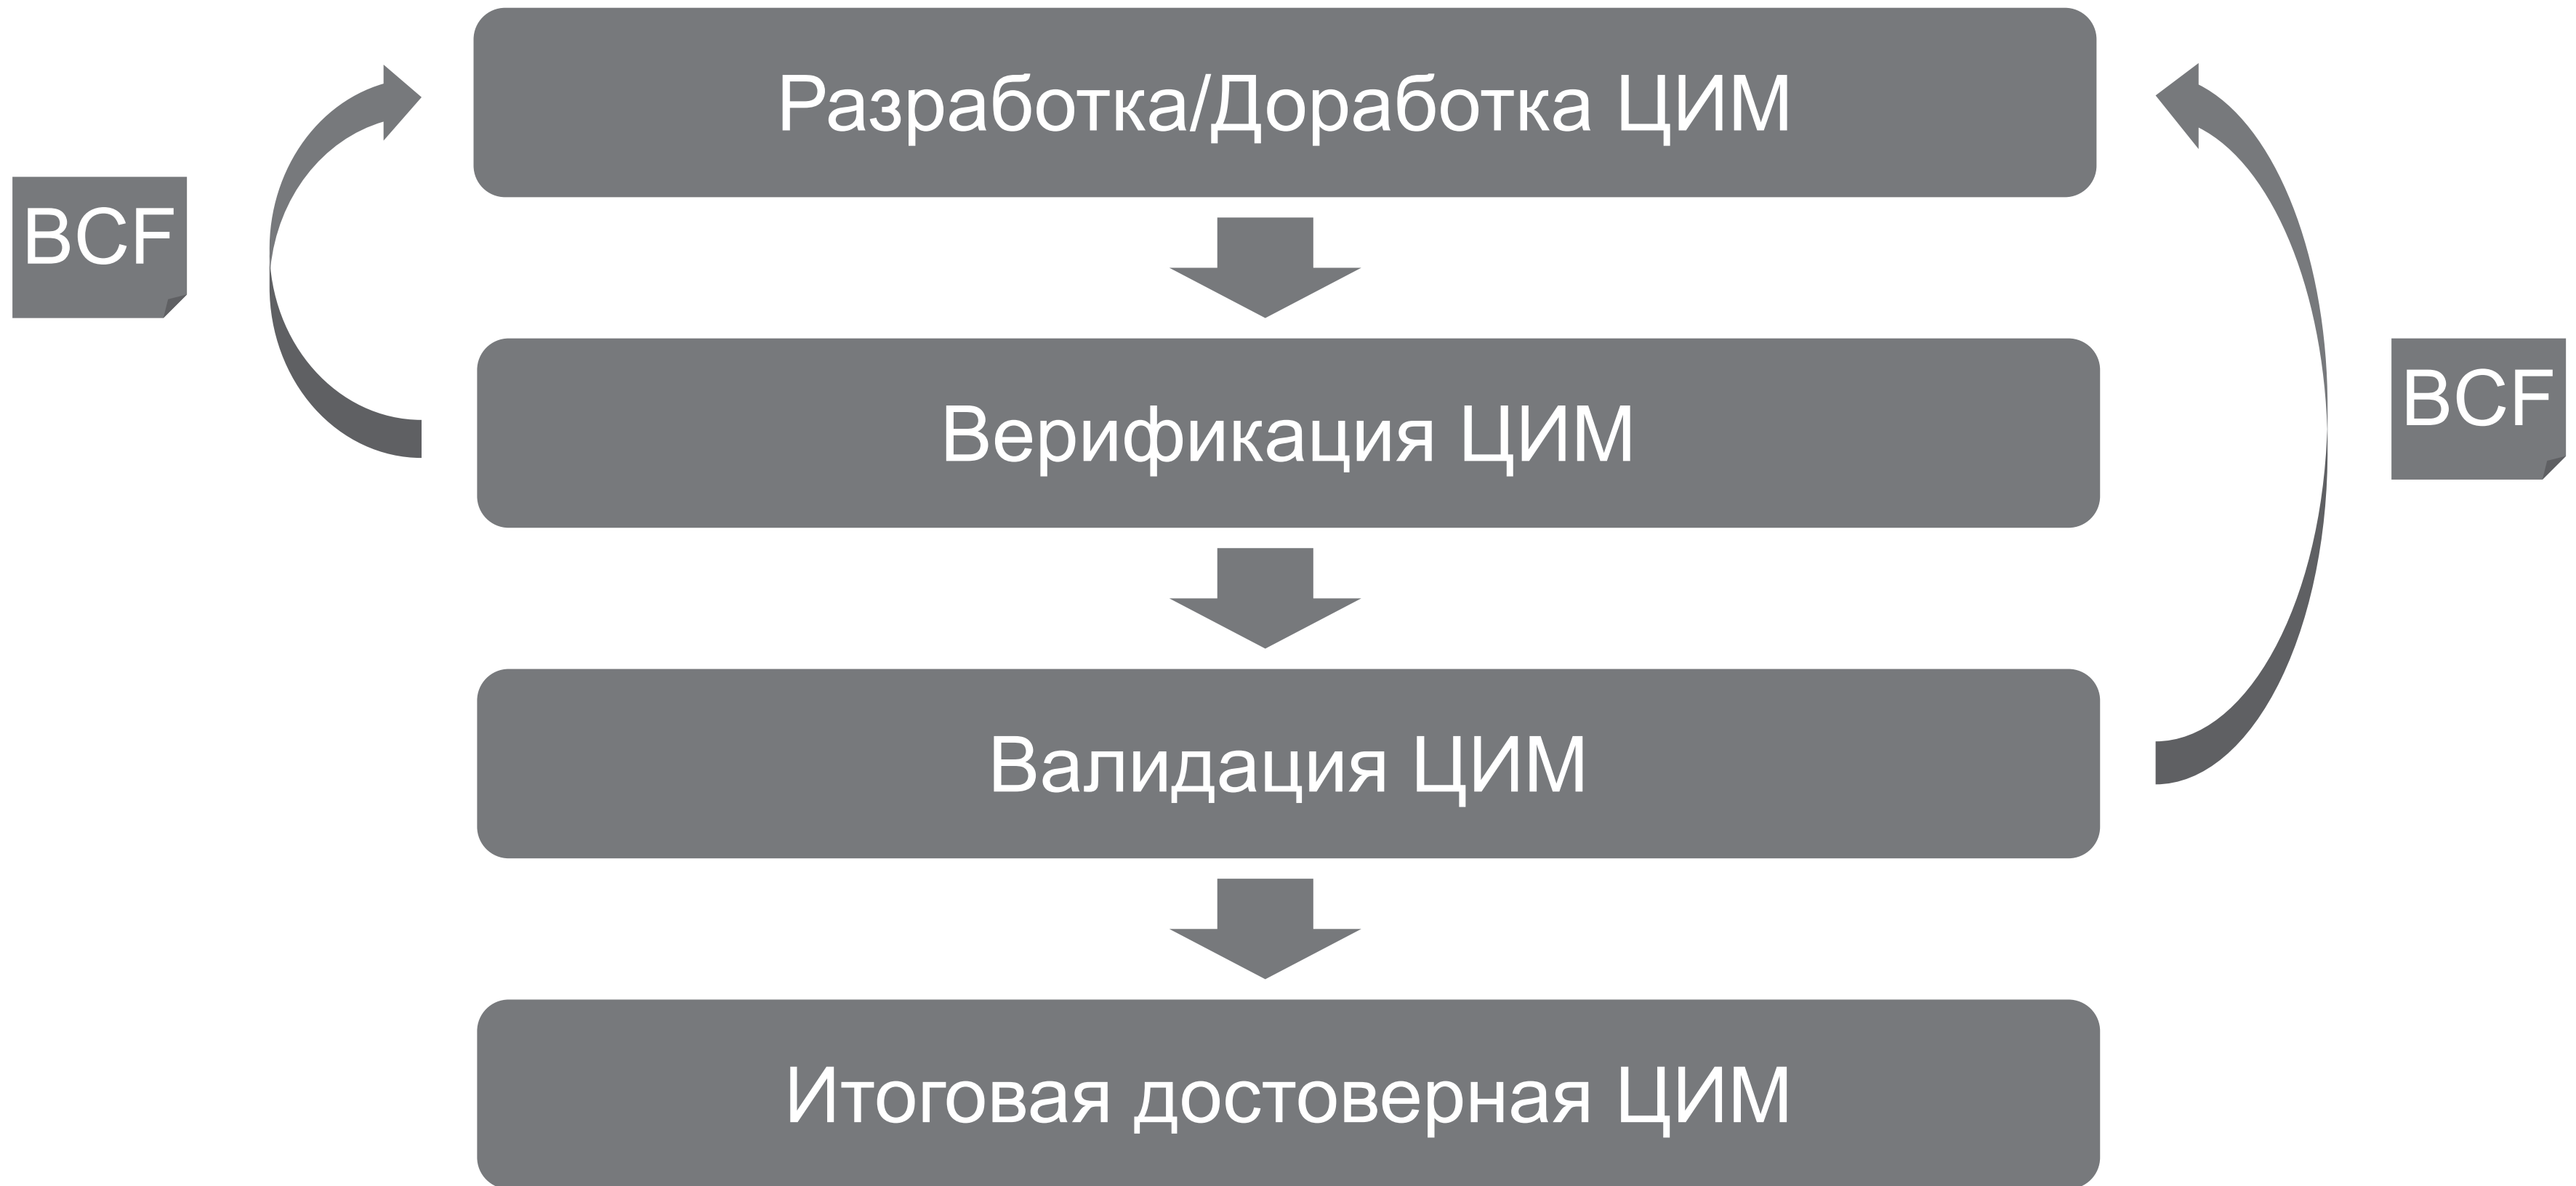 Разработка/Доработка ЦИМ
BCF
Верификация ЦИМ
BCF
Валидация ЦИМ
Итоговая достоверная ЦИМ